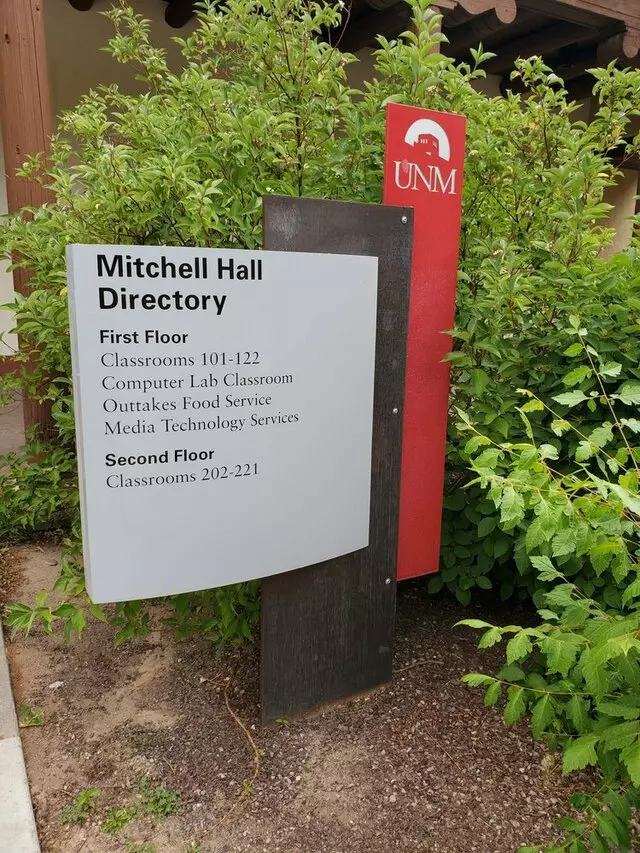 UNM
Mitchell Hall
Directory
First Floor
Classrooms 101-122
Computer Lab Classroom
Outtakes Food Service
Media Technology Services
Second Floor
Classrooms 202-221